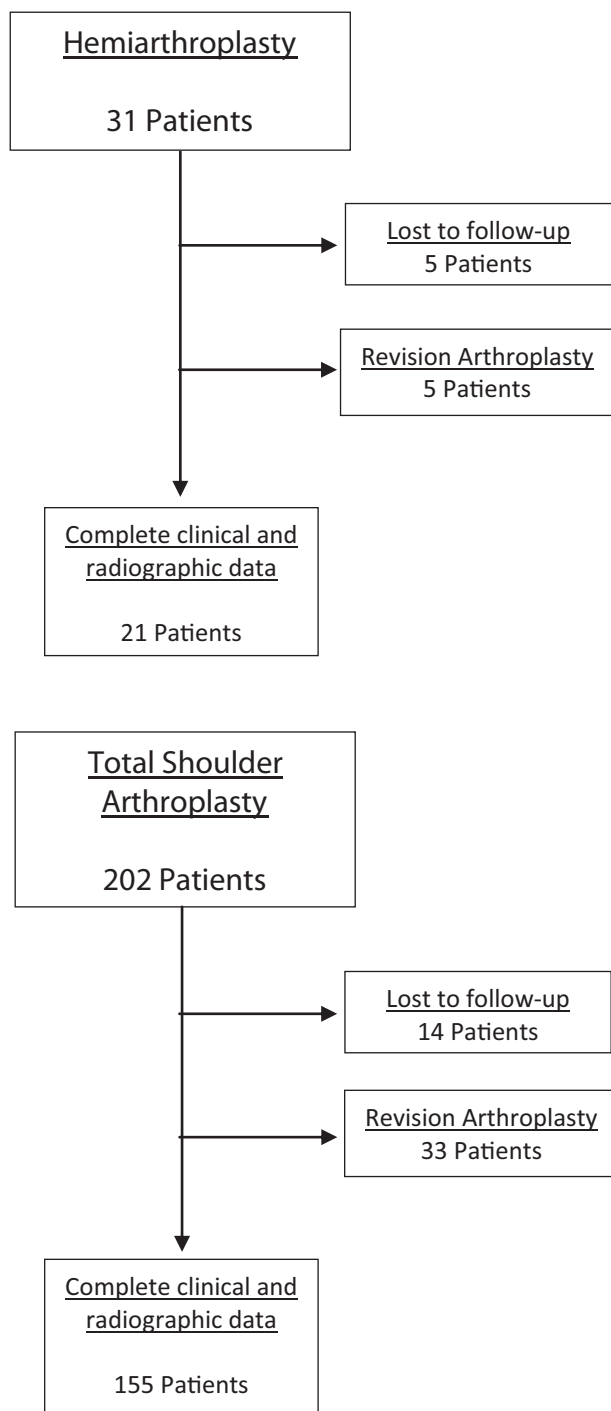 Hemiarthroplasty
31 Patients
Lost to follow-up
5 Patients
Revision Arthroplasty
5 Patients
Complete clinical and
radiographic data
21 Patients
Total Shoulder
Arthroplasty
202 Patients
Lost to follow-up
14 Patients
Revision Arthroplasty
33 Patients
Complete clinical and
radiographic data
155 Patients